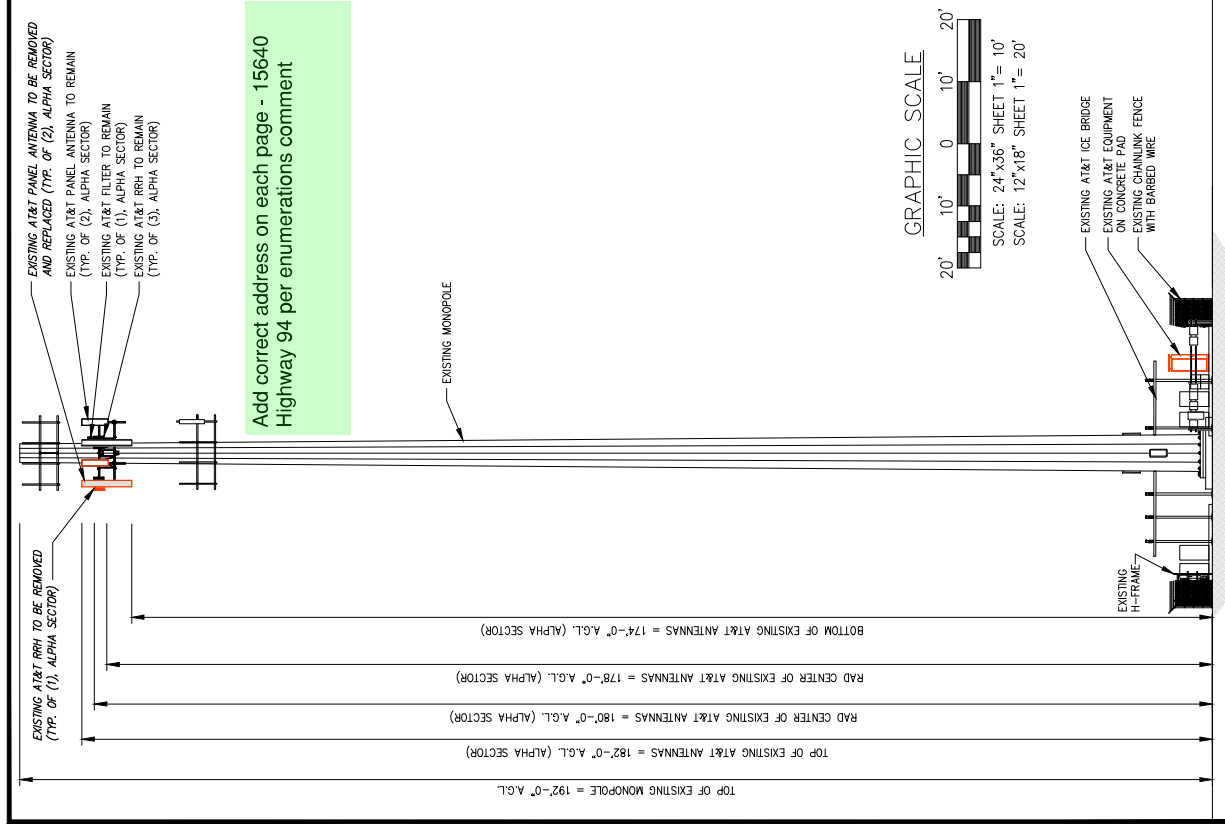 EXISTING AT&T PANEL ANTENNA TO BE REMOVED
AND REPLACED (TYP. OF (2), ALPHA SECTOR)
EXISTING AT&T PANEL ANTENNA TO REMAIN
(TYP. OF (2), ALPHA SECTOR)
EXISTING AT&T FILTER TO REMAIN
(TYP. OF (1), ALPHA SECTOR)
EXISTING AT&T RRH TO REMAIN
(TYP. OF (3), ALPHA SECTOR)
Add correct address on each page - 15640
Highway 94 per enumerations comment
EXISTING MONOPOLE
GRAPHIC SCALE
20' 10' 0 10' 20'
SCALE: 24"x36" SHEET 1"= 10'
SCALE: 12"x18" SHEET 1"= 20'
EXISTING AT&T ICE BRIDGE
EXISTING AT&T EQUIPMENT
ON CONCRETE PAD
EXISTING CHAINLINK FENCE
WITH BARBED WIRE
EXISTING AT&T RRH TO BE REMOVED
(TYP. OF (1), ALPHA SECTOR)
EXISTING
H-FRAME
BOTTOM OF EXISTING AT&T ANTENNAS = 174'-0" A.G.L. (ALPHA SECTOR)
RAD CENTER OF EXISTING AT&T ANTENNAS = 178'-0" A.G.L. (ALPHA SECTOR)
RAD CENTER OF EXISTING AT&T ANTENNAS = 180'-0" A.G.L. (ALPHA SECTOR)
TOP OF EXISTING AT&T ANTENNAS = 182'-0" A.G.L. (ALPHA SECTOR)
TOP OF EXISTING MONOPOLE = 192'-0" A.G.L.